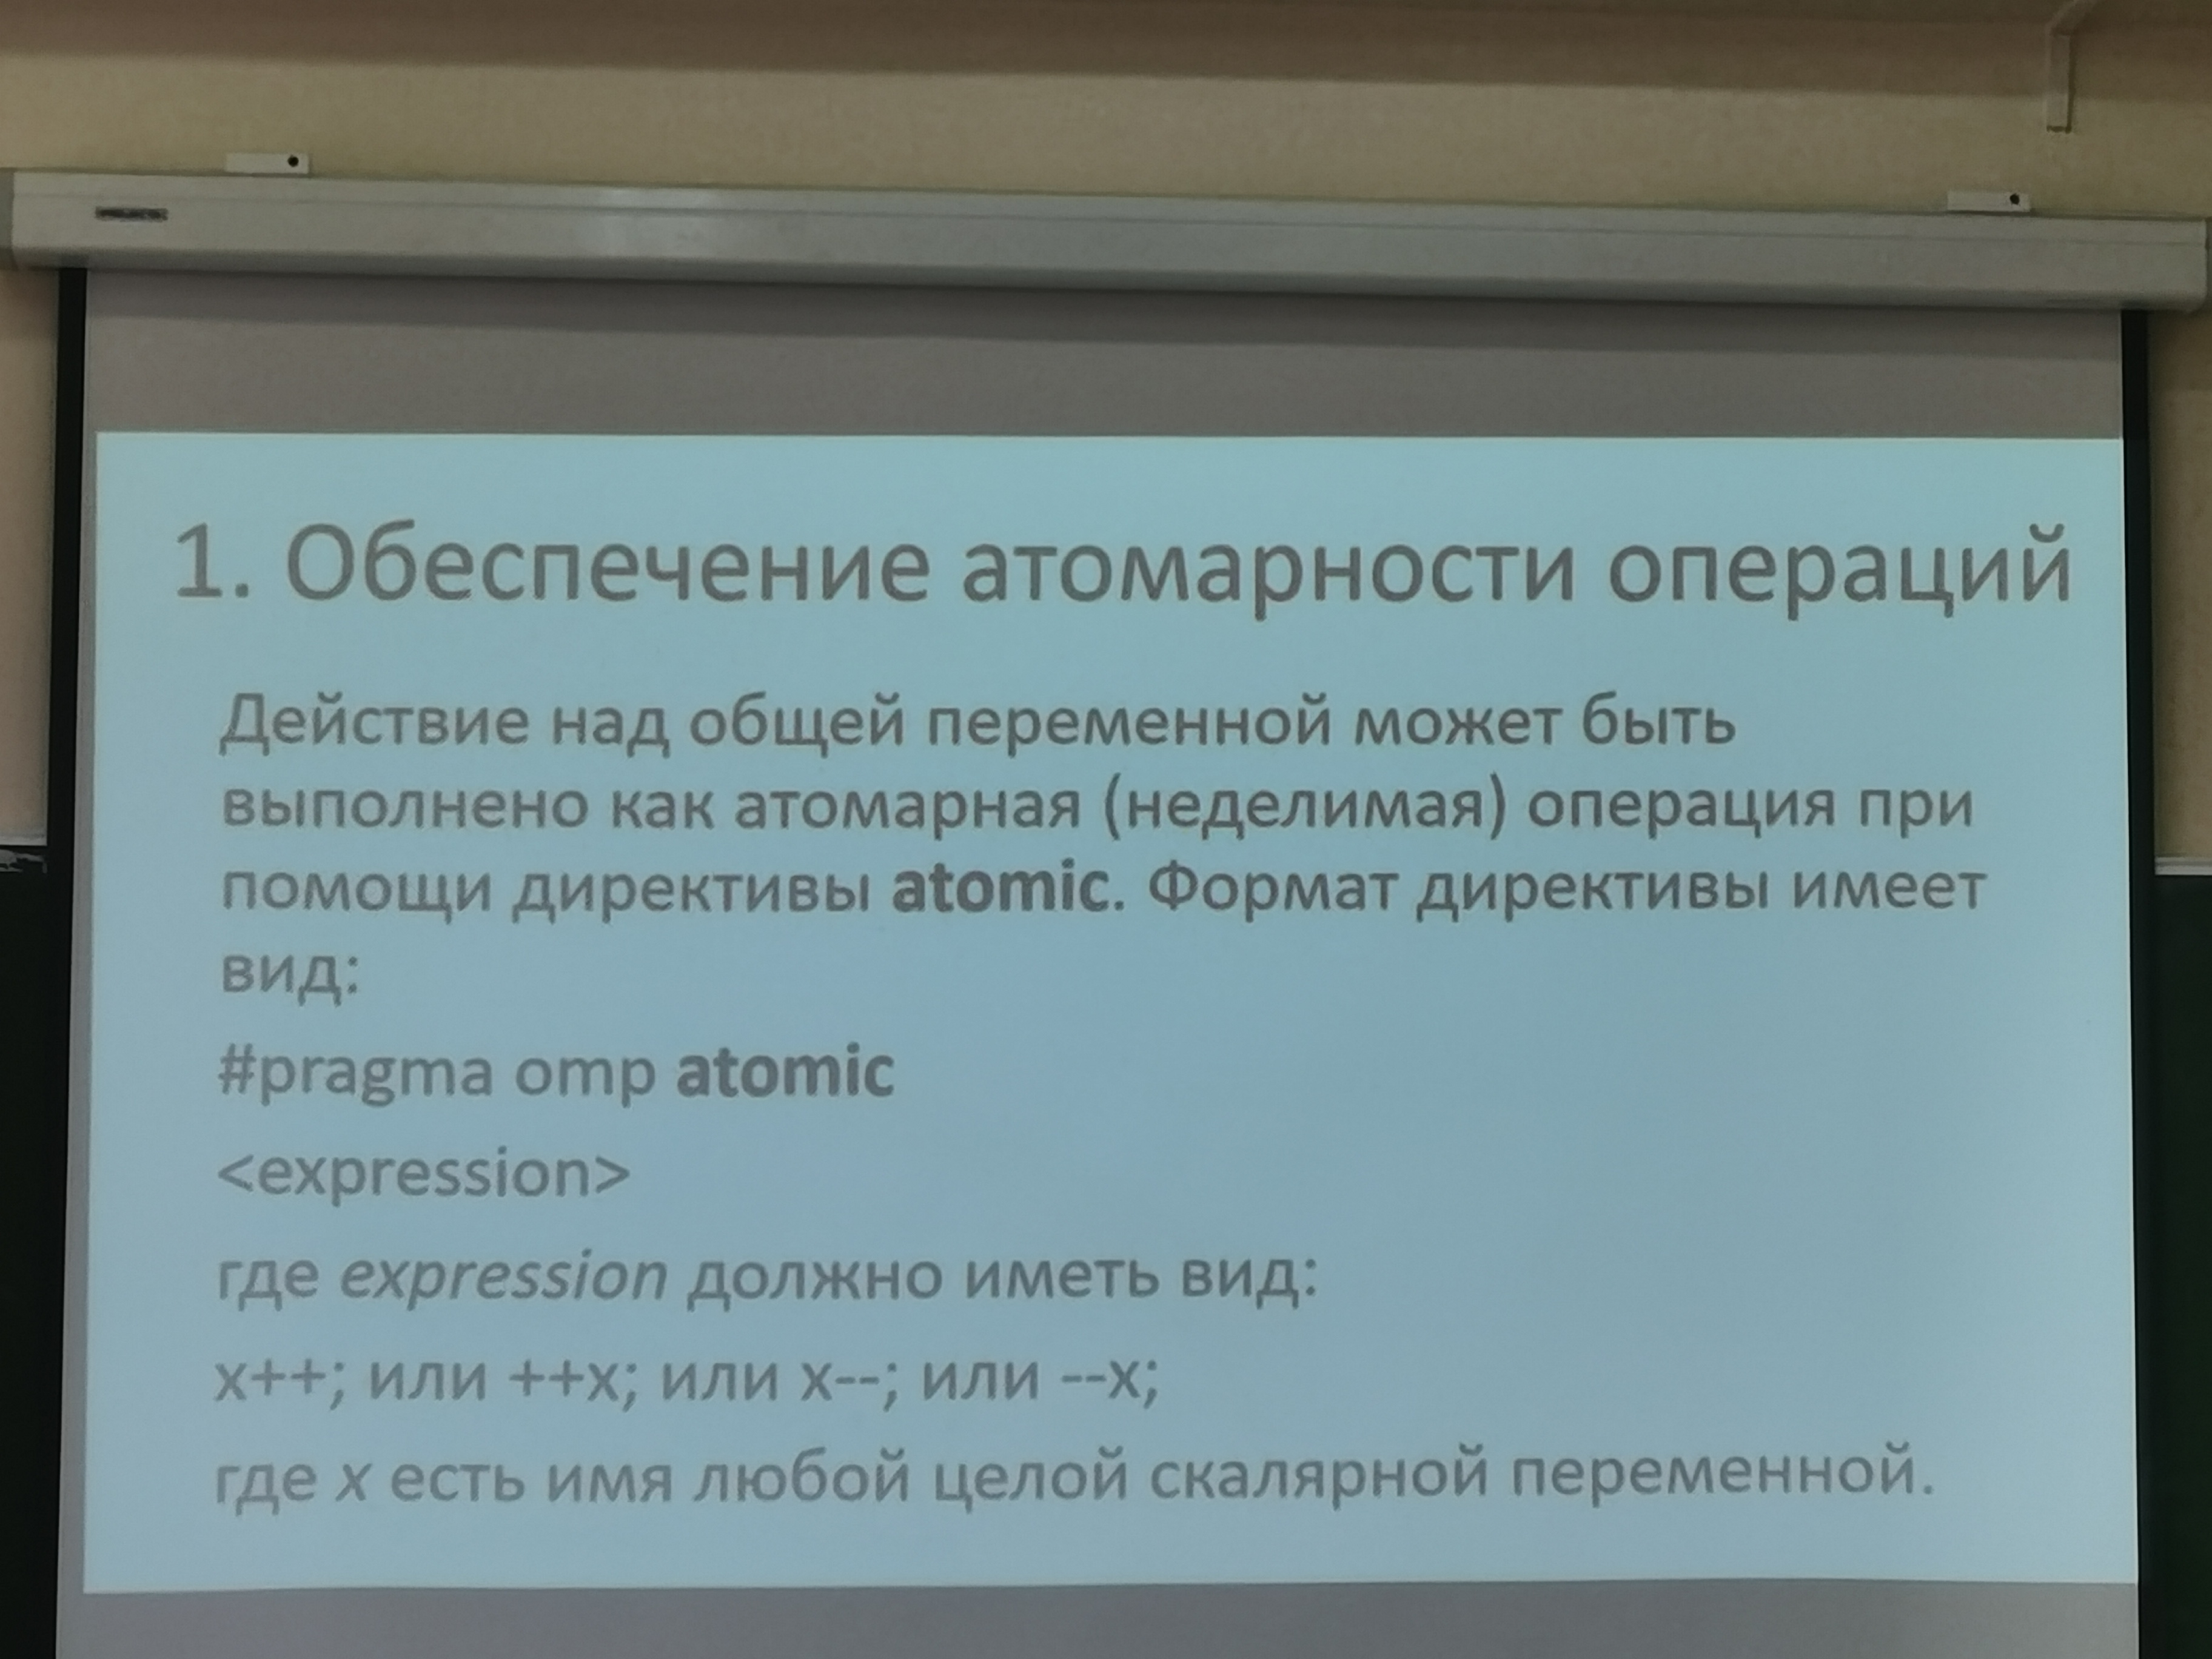 1. Обеспечение атомарности операций
Действие над общей переменной может быть
выполнено как атомарная (неделимая) операция при
помощи директивы atomic. Формат директивы имеет
вид:
#pragma omp atomic
<expression>
где expression должно иметь вид:
x++; или ++x; или x--; или --x;
где x есть имя любой целой скалярной переменной.